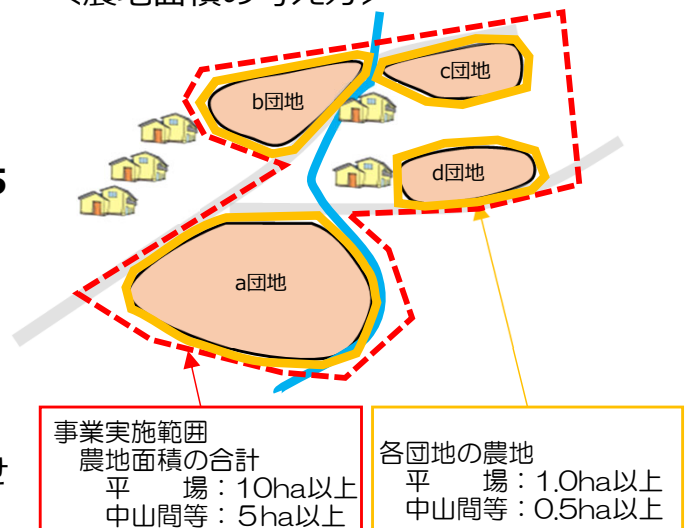 b団地
c団地
d団地
a団地
事業実施範囲
農地面積の合計
平　　場：10ha以上
中山間等：5ha以上
各団地の農地
平　　場：1.0ha以上
中山間等：0.5ha以上